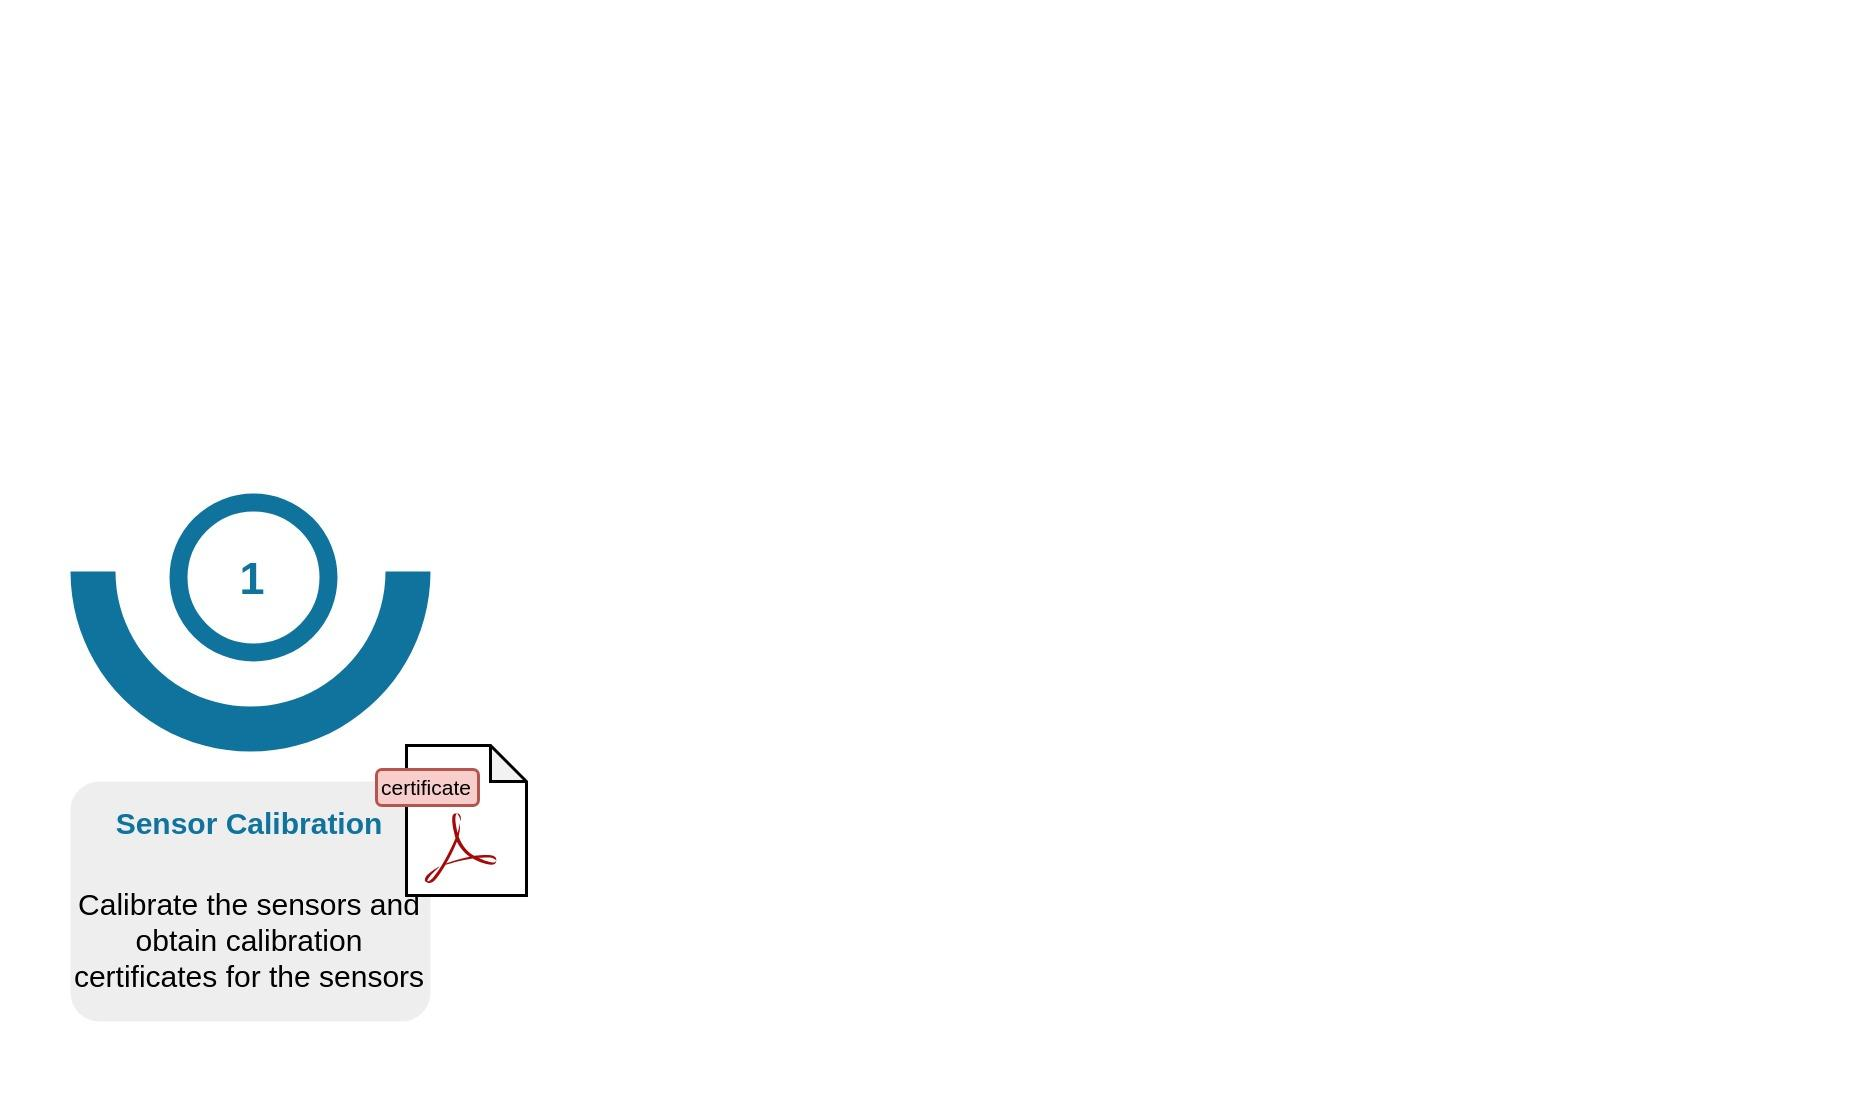 1
certificate
Sensor Calibration
Calibrate the sensors and
obtain calibration
certificates for the sensors